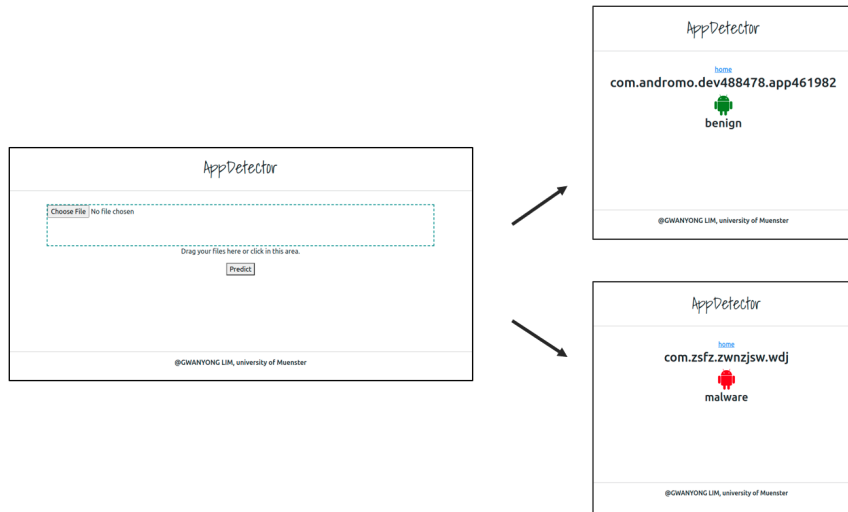 AppDetector
Choose File No file chosen
Drag your files here or click in this area.
Predict
@GWANYONG LIM, university of Muenster
AppDetector
home
com.andromo.dev488478.app461982
benign
@GWANYONG LIM, university of Muenster
AppDetector
home
com.zsfz.zwnzjsw.wdj
malware
@GWANYONG LIM, university of Muenster